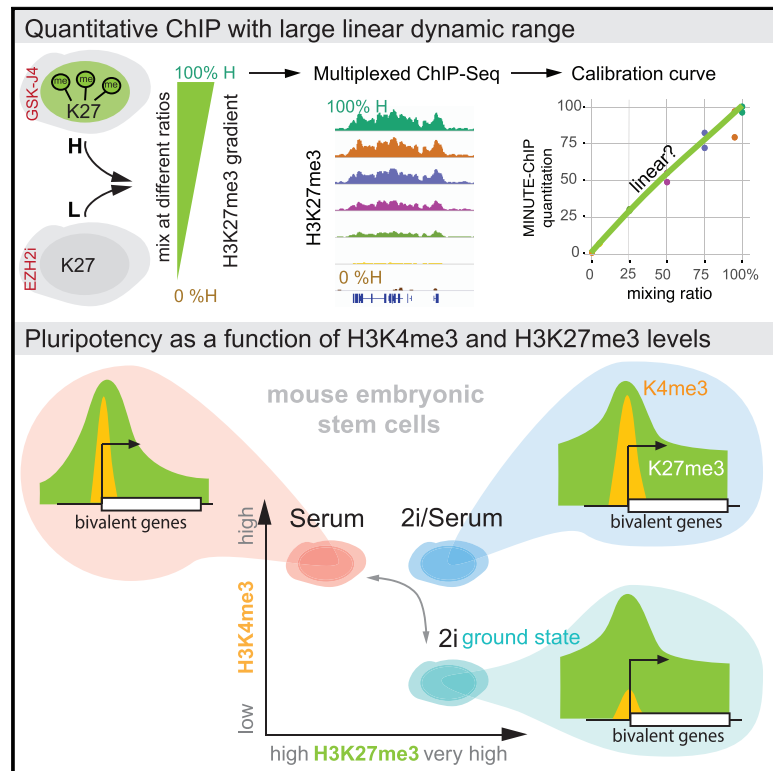 Quantitative ChIP with large linear dynamic range
GSK-J4
me me me
K27
H
L
EZH2i
K27
mix at different ratios
100% H
H3K27me3 gradient
0 %H
Multiplexed ChIP-Seq
100% H
H3K27me3
0 %H
Calibration curve
MINUTE-ChIP
quantitation
100
75
50
25
0
linear?
0 25 50 75 100%
mixing ratio
Pluripotency as a function of H3K4me3 and H3K27me3 levels
mouse embryonic
stem cells
bivalent genes
K4me3
K27me3
bivalent genes
Serum
2i/Serum
high
H3K4me3
low
2i ground state
bivalent genes
high H3K27me3 very high